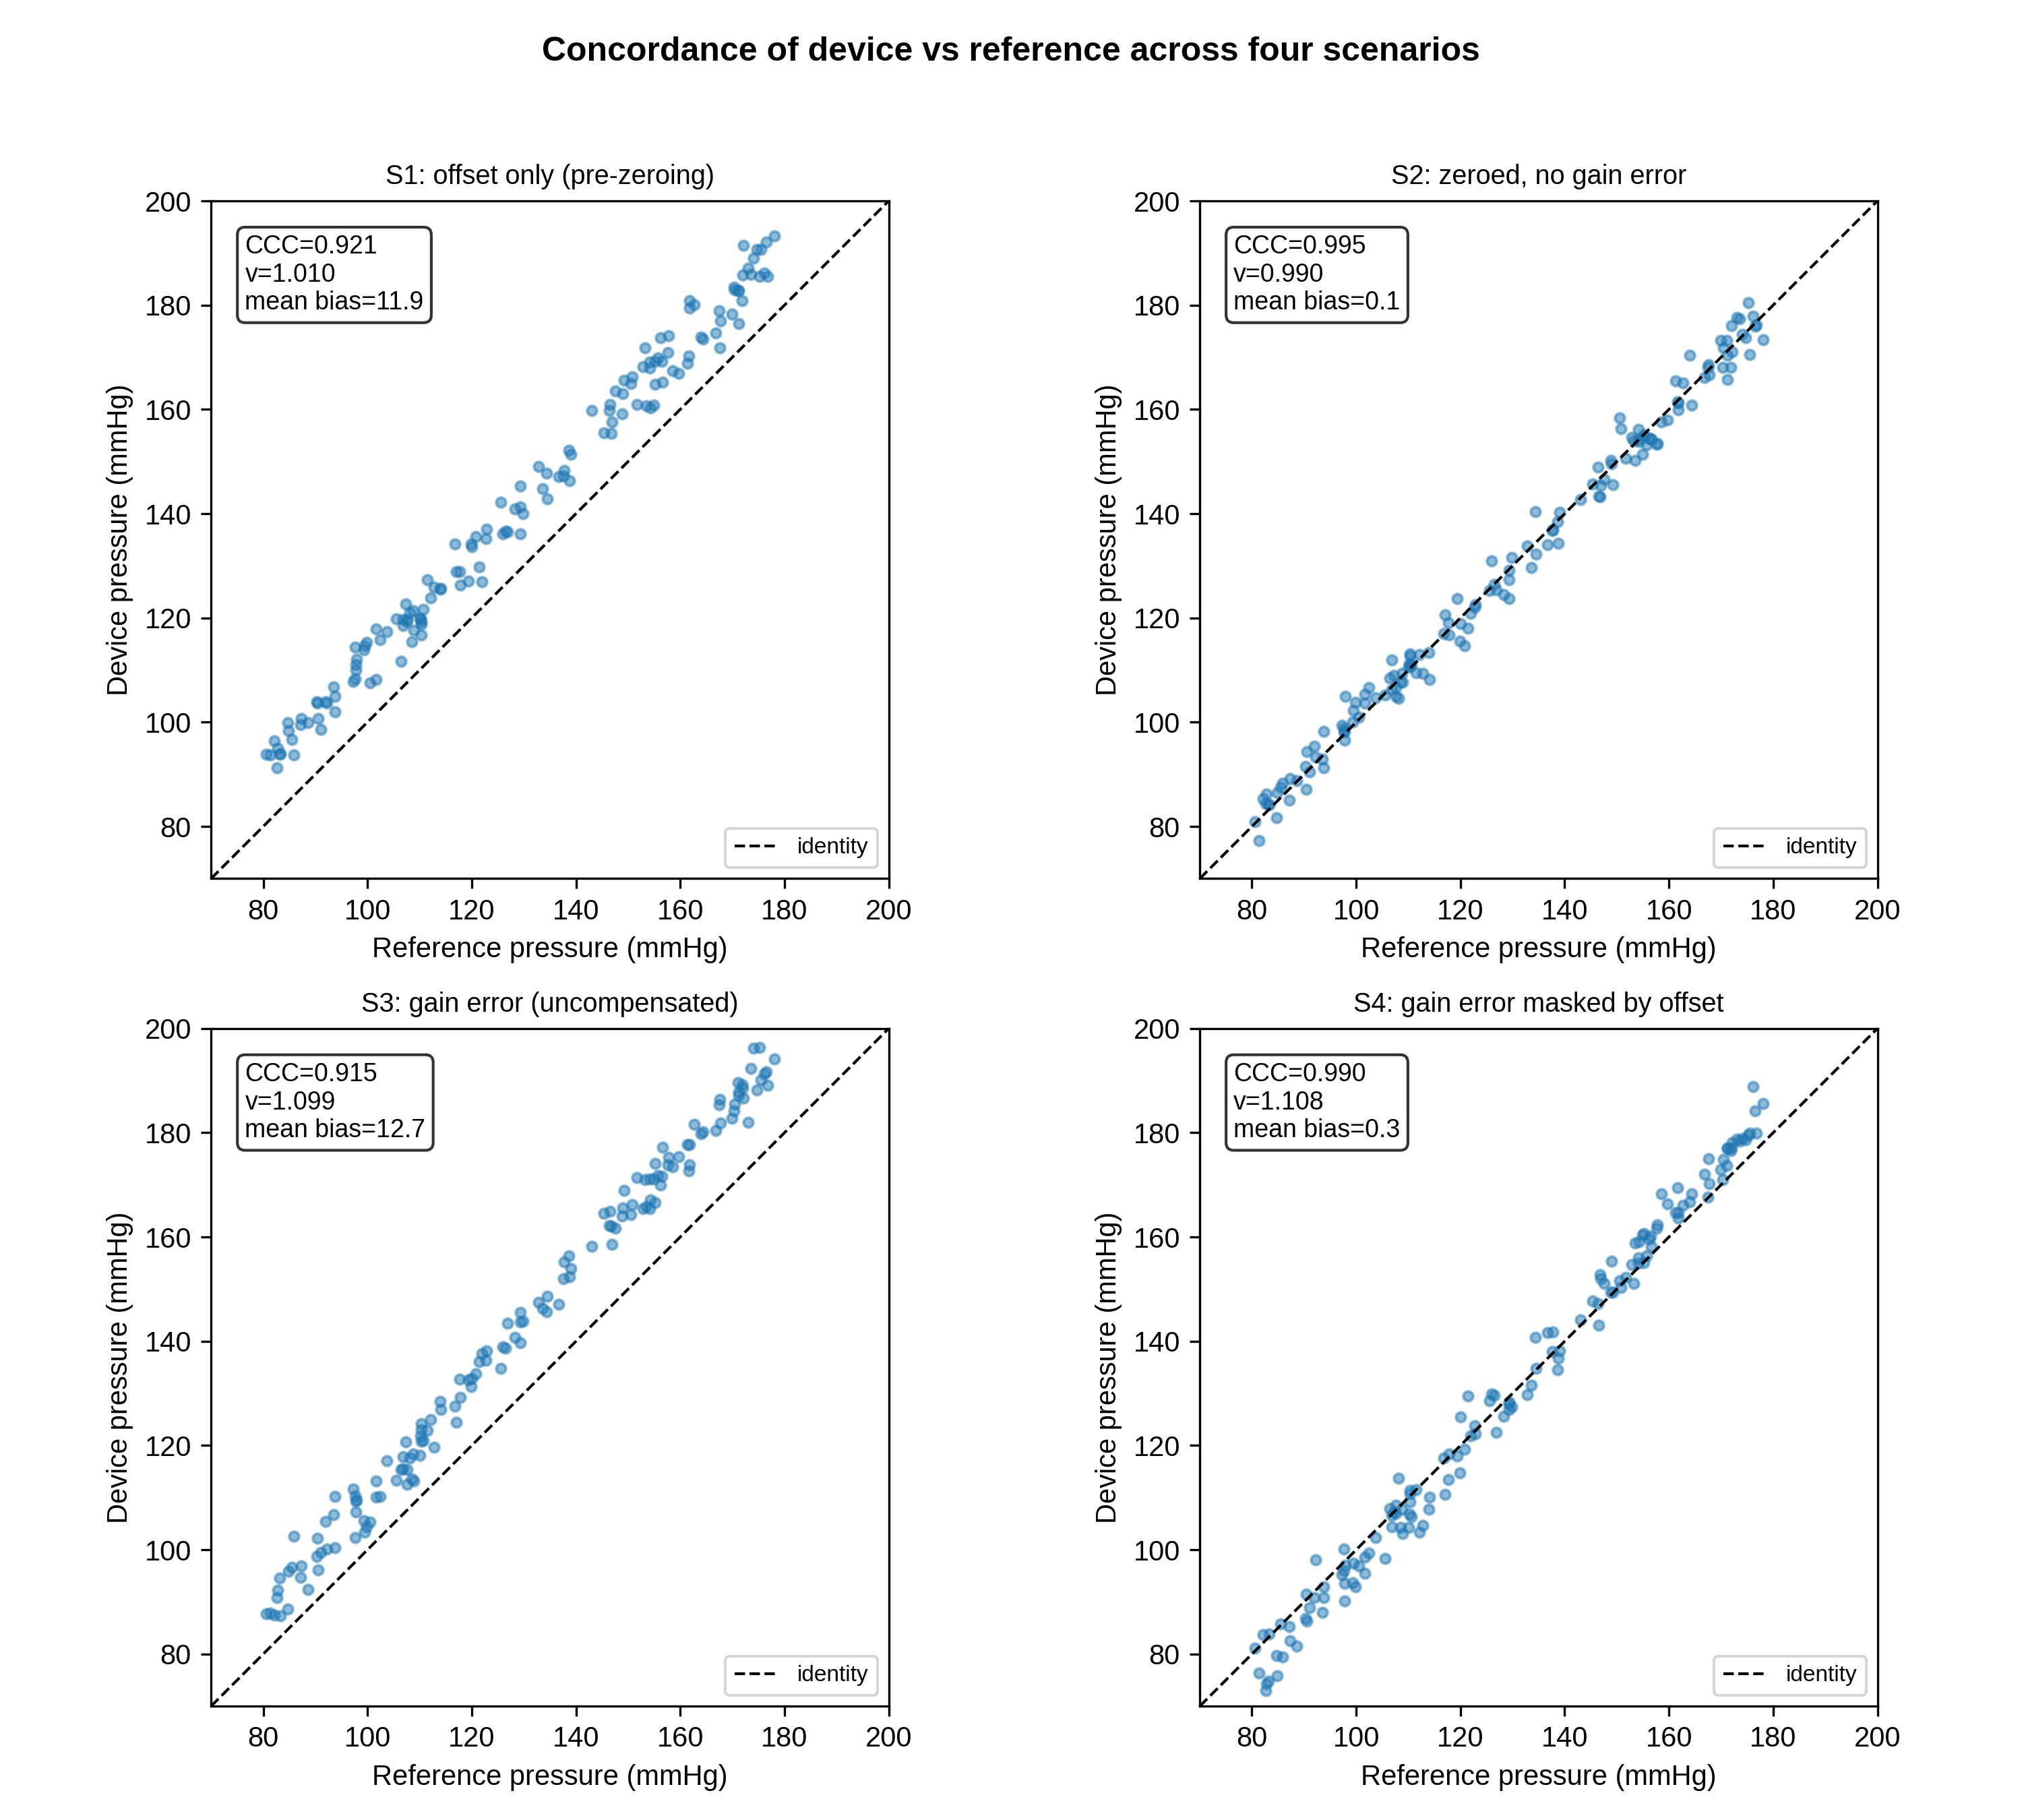 Concordance of device vs reference across four scenarios
S1: offset only (pre-zeroing)
200
180
160
140
120
100
80
Device pressure (mmHg)
CCC=0.921
v=1.010
mean bias=11.9
identity
80 100 120 140 160 180 200
Reference pressure (mmHg)
S2: zeroed, no gain error
200
180
160
140
120
100
80
Device pressure (mmHg)
CCC=0.995
v=0.990
mean bias=0.1
identity
80 100 120 140 160 180 200
Reference pressure (mmHg)
S3: gain error (uncompensated)
200
180
160
140
120
100
80
Device pressure (mmHg)
CCC=0.915
v=1.099
mean bias=12.7
identity
80 100 120 140 160 180 200
Reference pressure (mmHg)
S4: gain error masked by offset
200
180
160
140
120
100
80
Device pressure (mmHg)
CCC=0.990
v=1.108
mean bias=0.3
identity
80 100 120 140 160 180 200
Reference pressure (mmHg)